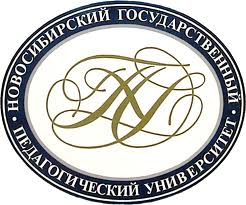 НОВОСИБИРСКИЙ ГОСУДАРСТВЕННЫЙ
ПЕДАГОГИЧЕСКИЙ УНИВЕРСИТЕТ